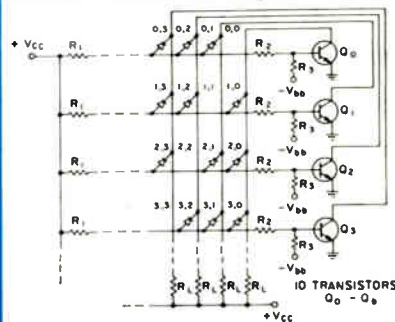 0,3 0,2 0,1 0,0
+ Vcc R1 R2 Q0
R3
-Vbb
1,3 1,2 1,1 1,0
R1 R2 Q1
R3
-Vbb
2,3 2,2 2,1 2,0
R1 R2 Q2
R3
-Vbb
3,3 3,2 3,1 3,0
R1 R2 Q3
R3
-Vbb
RL RL RL RL
10 TRANSISTORS
+Vcc